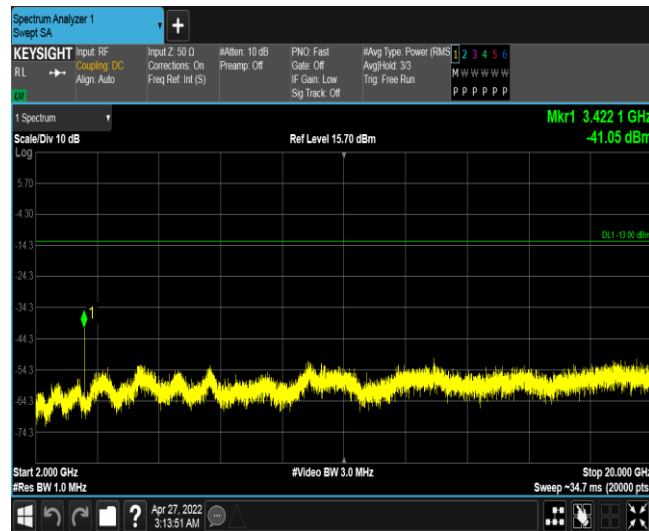 Spectrum Analyzer 1
Swept SA
KEYSIGHT
RL
LXI
Input: RF
Coupling: DC
Align: Auto
Input Z: 50 Ω
Corrections: On
Freq Ref: Int (S)
#Atten: 10 dB
Preamp: Off
PNO: Fast
Gate: Off
IF Gain: Low
Sig Track: Off
#Avg Type: Power (RMS
Avg|Hold: 3/3
Trig: Free Run
1 2 3 4 5 6
M W W W W W
P P P P P P
1 Spectrum
Mkr1 3.422 1 GHz
Scale/Div 10 dB
Ref Level 15.70 dBm
-41.05 dBm
Log
5.70
-4.30
DL1 -13.00 dBm
-14.3
-24.3
-34.3
1
-44.3
-54.3
-64.3
-74.3
Start 2.000 GHz
#Video BW 3.0 MHz
Stop 20.000 GHz
#Res BW 1.0 MHz
Sweep ~34.7 ms (20000 pts)
?
Apr 27, 2022
3:13:51 AM